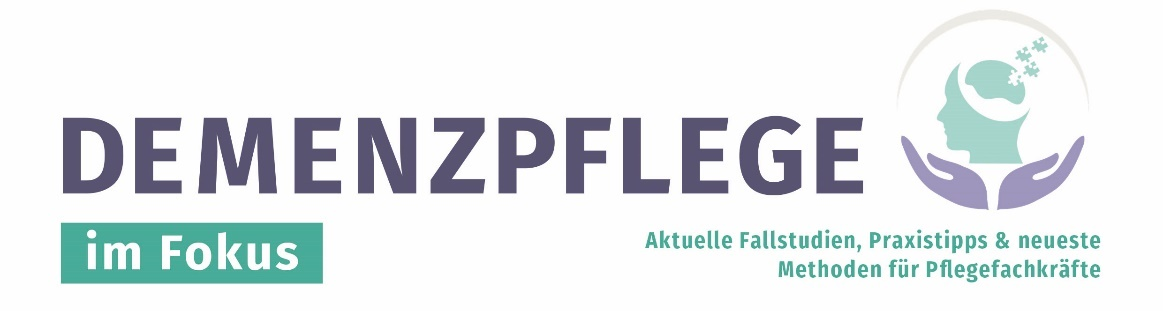 DEMENZPFLEGE
im Fokus
Aktuelle Fallstudien, Praxistipps & neueste
Methoden für Pflegefachkräfte